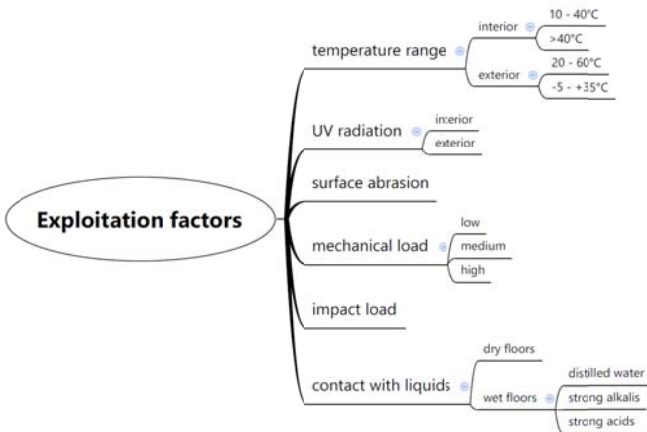 Exploitation factors
temperature range
interior
10 - 40°C
>40°C
exterior
20 - 60°C
-5 - +35°C
UV radiation
interior
exterior
surface abrasion
mechanical load
low
medium
high
impact load
contact with liquids
dry floors
wet floors
distilled water
strong alkalis
strong acids